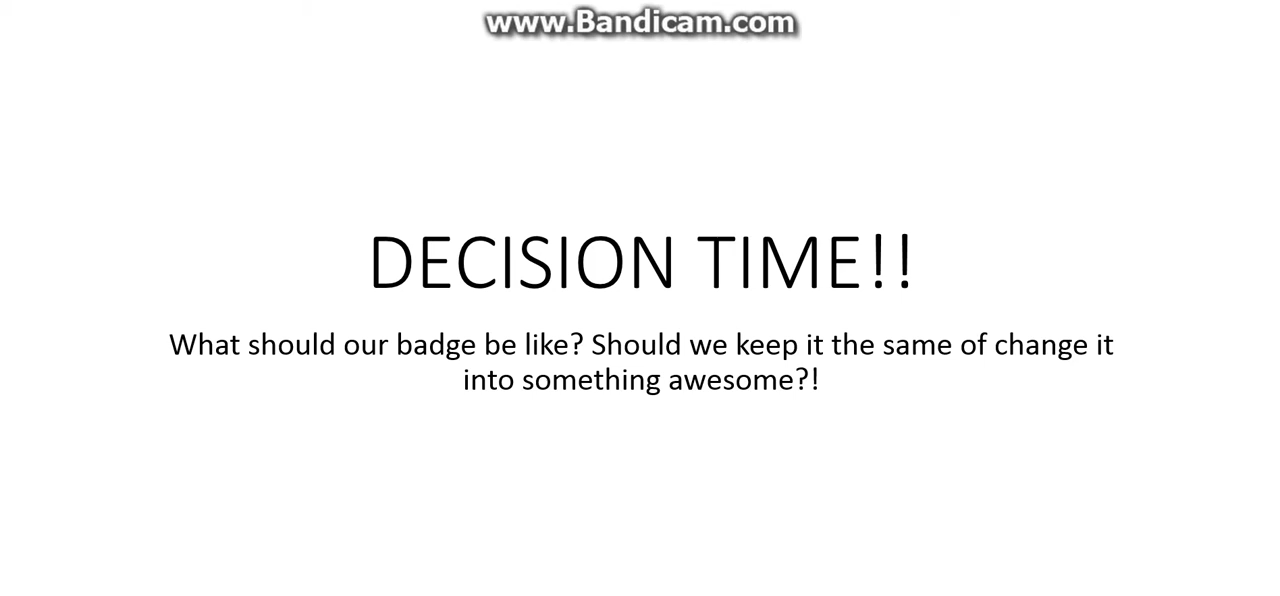 www.Bandicam.com
DECISION TIME!!
What should our badge be like? Should we keep it the same of change it
into something awesome?!